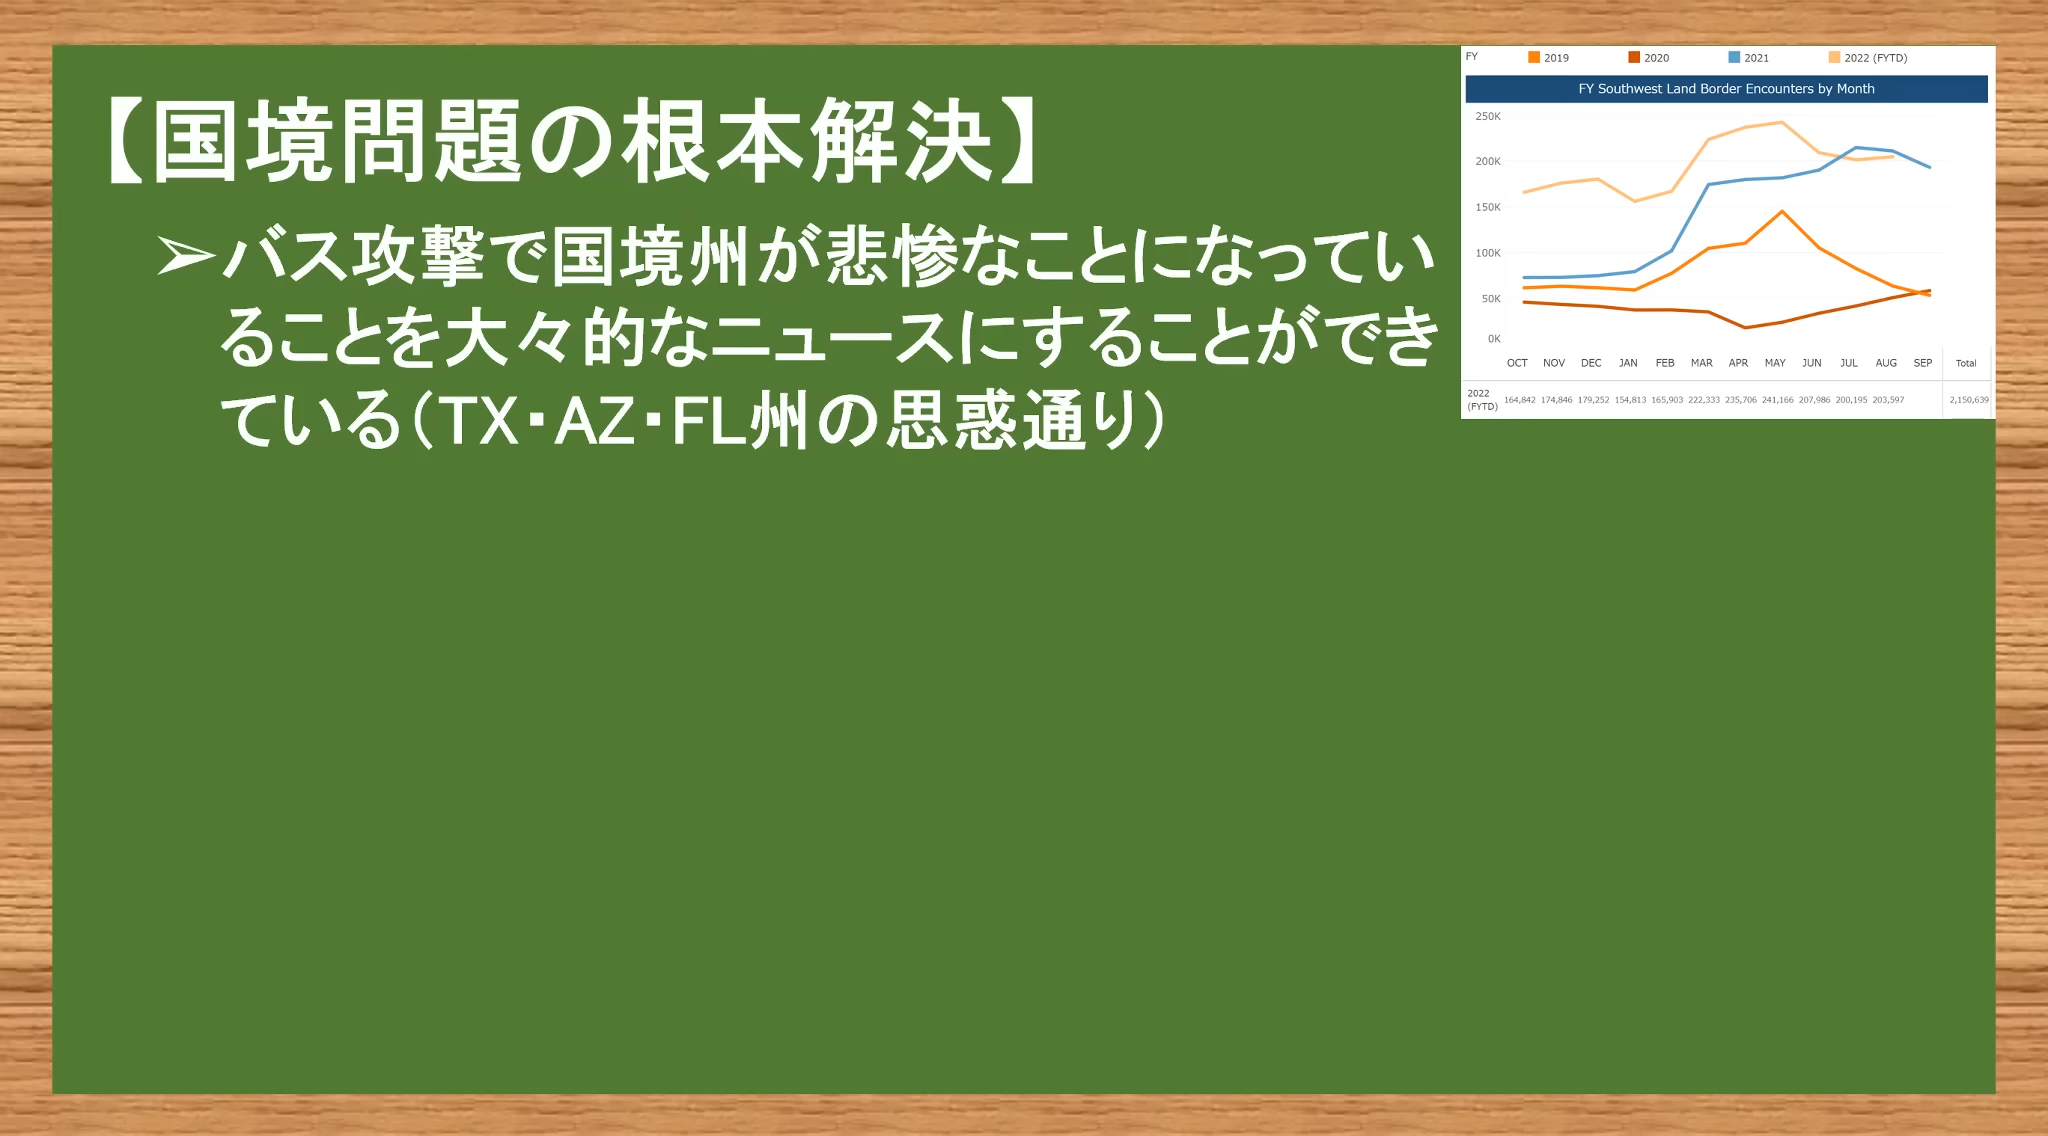 【国境問題の根本解決】
➢バス攻撃で国境州が悲惨なことになってい
ることを大々的なニュースにすることができ
ている(TX・AZ・FL州の思惑通り)
FY 2019 2020 2021 2022 (FYTD)
FY Southwest Land Border Encounters by Month
250K
200K
150K
100K
50K
0K
OCT NOV DEC JAN FEB MAR APR MAY JUN JUL AUG SEP Total
2022 (FYTD) 164,842 174,846 179,252 154,813 165,903 222,333 235,706 241,166 207,986 200,195 203,597 2,150,639